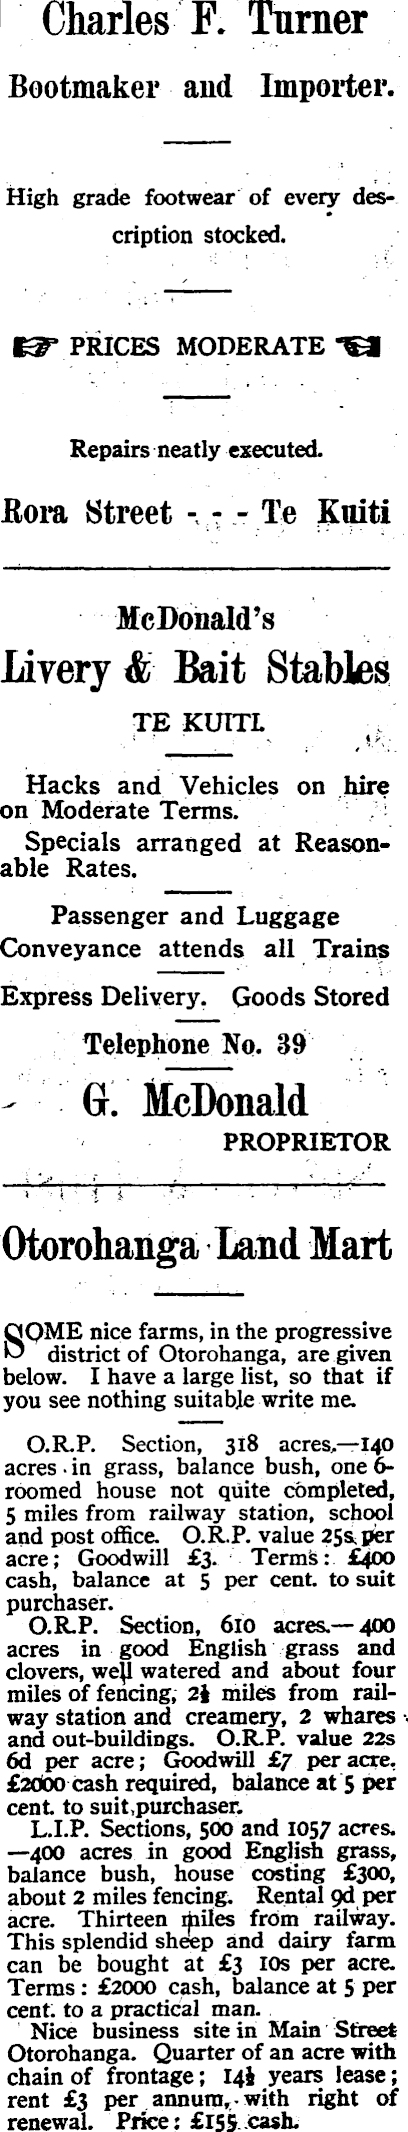 Charles F. Turner
Bootmaker and Importer.
High grade footwear of every des-
cription stocked.
PRICES MODERATE
Repairs neatly executed.
Rora Street - - - Te Kuiti
McDonald's
Livery & Bait Stables
TE KUITI.
Hacks and Vehicles on hire
on Moderate Terms.
Specials arranged at Reason-
able Rates.
Passenger and Luggage
Conveyance attends all Trains
Express Delivery. Goods Stored
Telephone No. 39
G. McDonald
PROPRIETOR
Otorohanga Land Mart
SOME nice farms, in the progressive
district of Otorohanga, are given
below. I have a large list, so that if
you see nothing suitable write me.
O.R.P. Section, 318 acres,—140
acres in grass, balance bush, one 6-
roomed house not quite completed,
5 miles from railway station, school
and post office. O.R.P. value 25s per
acre; Goodwill £3. Terms: £400
cash, balance at 5 per cent. to suit
purchaser.
O.R.P. Section, 610 acres.—400
acres in good English grass and
clovers, well watered and about four
miles of fencing, 2½ miles from rail-
way station and creamery, 2 whares
and out-buildings. O.R.P. value 22s
6d per acre; Goodwill £7 per acre.
£2000 cash required, balance at 5 per
cent. to suit purchaser.
L.I.P. Sections, 500 and 1057 acres.
—400 acres in good English grass,
balance bush, house costing £300,
about 2 miles fencing. Rental 9d per
acre. Thirteen miles from railway.
This splendid sheep and dairy farm
can be bought at £3 10s per acre.
Terms: £2000 cash, balance at 5 per
cent. to a practical man.
Nice business site in Main Street
Otorohanga. Quarter of an acre with
chain of frontage; 14½ years lease;
rent £3 per annum, with right of
renewal. Price: £155 cash.